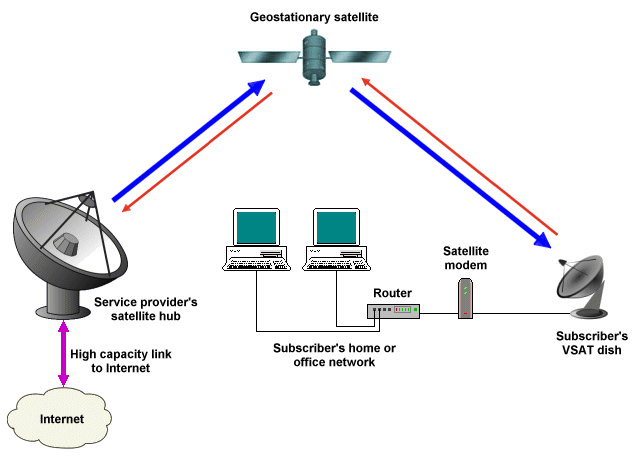 Geostationary satellite
Satellite
modem
Service provider's
satellite hub
Router
Subscriber's
VSAT dish
Subscriber's home or
office network
High capacity link
to Internet
Internet